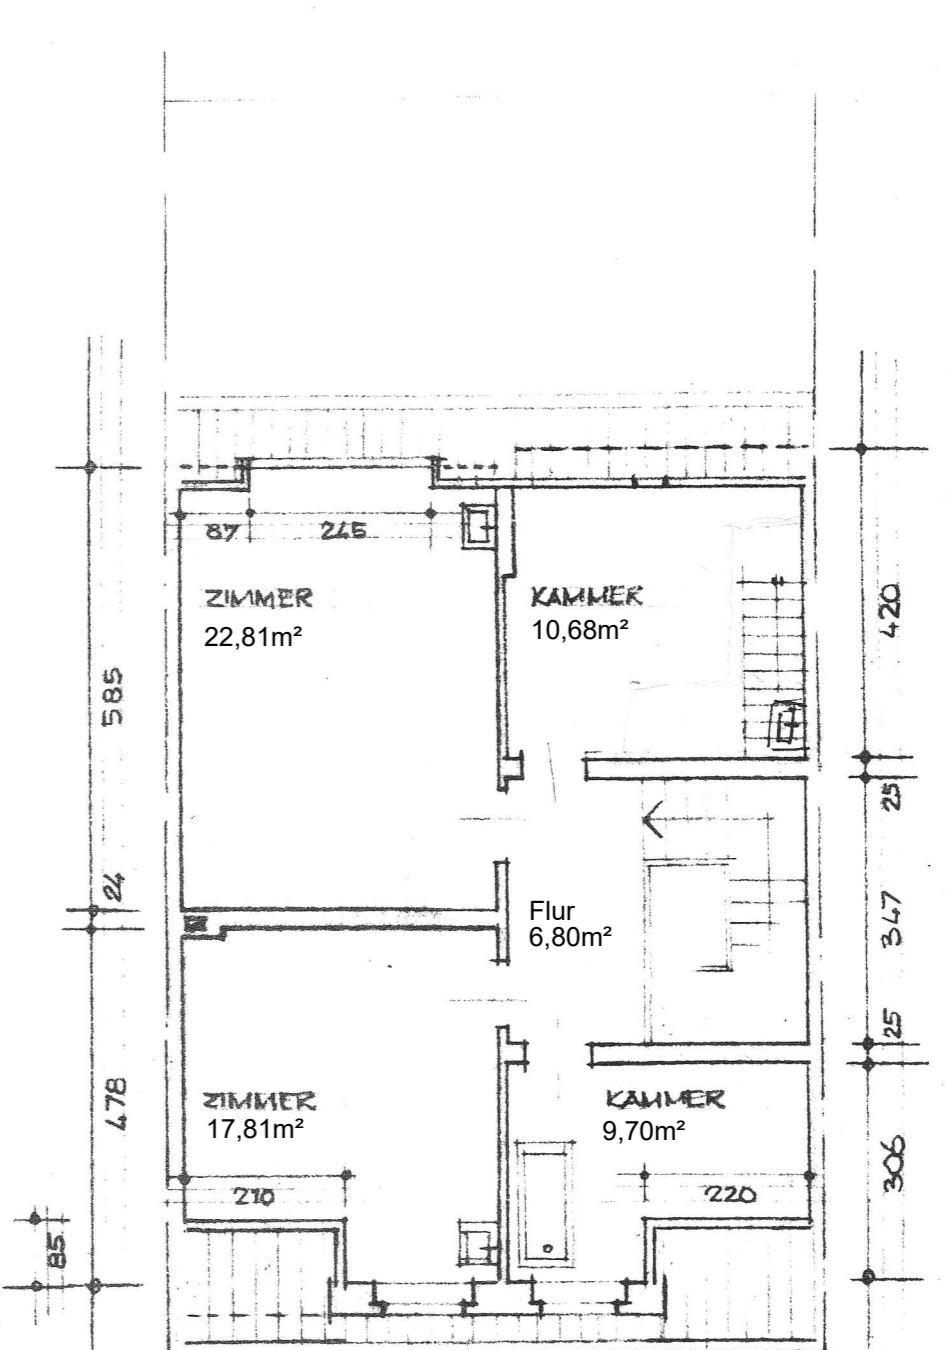 87
245
ZIMMER
22,81m²
KAMMER
10,68m²
420
585
25
24
Flur
6,80m²
347
25
478
ZIMMER
17,81m²
KAMMER
9,70m²
306
210
220
85